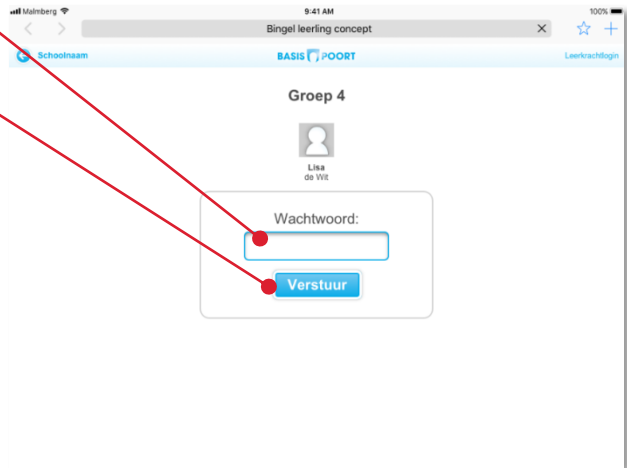 Malmberg 9:41 AM 100%
Bingel leerling concept
Schoolnaam BASIS POORT Leerkrachtlogin
Groep 4
Lisa
de Wit
Wachtwoord:
Verstuur